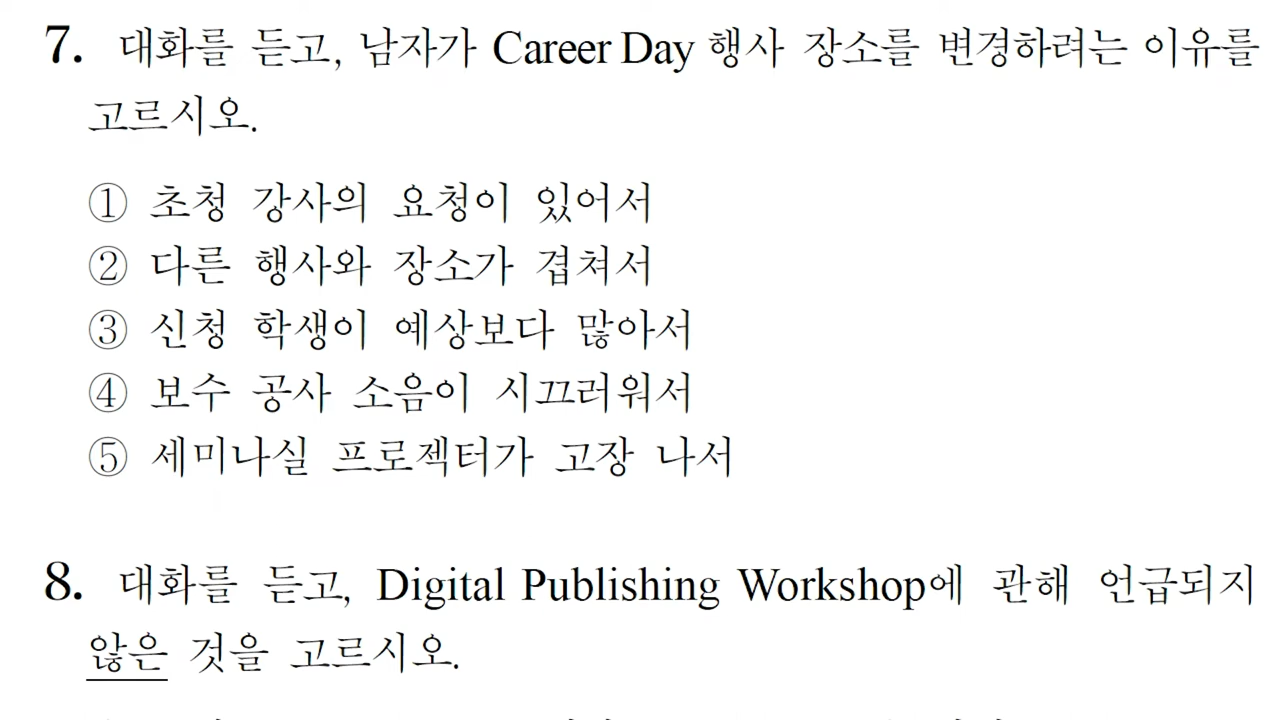 7. 대화를 듣고, 남자가 Career Day 행사 장소를 변경하려는 이유를
고르시오.
① 초청 강사의 요청이 있어서
② 다른 행사와 장소가 겹쳐서
③ 신청 학생이 예상보다 많아서
④ 보수 공사 소음이 시끄러워서
⑤ 세미나실 프로젝터가 고장 나서
8. 대화를 듣고, Digital Publishing Workshop에 관해 언급되지
않은 것을 고르시오.